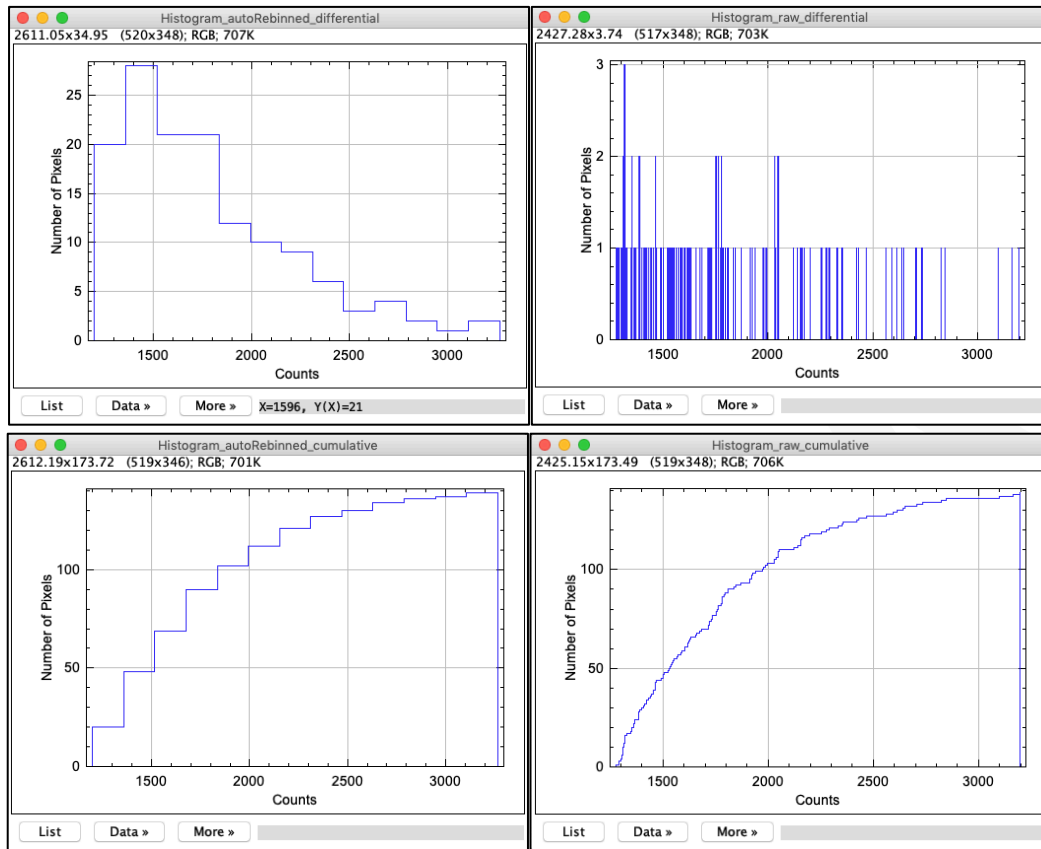 Histogram_autoRebinned_differential
2611.05x34.95 (520x348); RGB; 707K
25
20
15
10
5
0
Number of Pixels
1500
2000
2500
3000
Counts
List
Data »
More »
X=1596, Y(X)=21
Histogram_raw_differential
2427.28x3.74 (517x348); RGB; 703K
3
2
1
0
Number of Pixels
1500
2000
2500
3000
Counts
List
Data »
More »
Histogram_autoRebinned_cumulative
2612.19x173.72 (519x346); RGB; 701K
100
50
0
Number of Pixels
1500
2000
2500
3000
Counts
List
Data »
More »
Histogram_raw_cumulative
2425.15x173.49 (519x348); RGB; 706K
100
50
0
Number of Pixels
1500
2000
2500
3000
Counts
List
Data »
More »